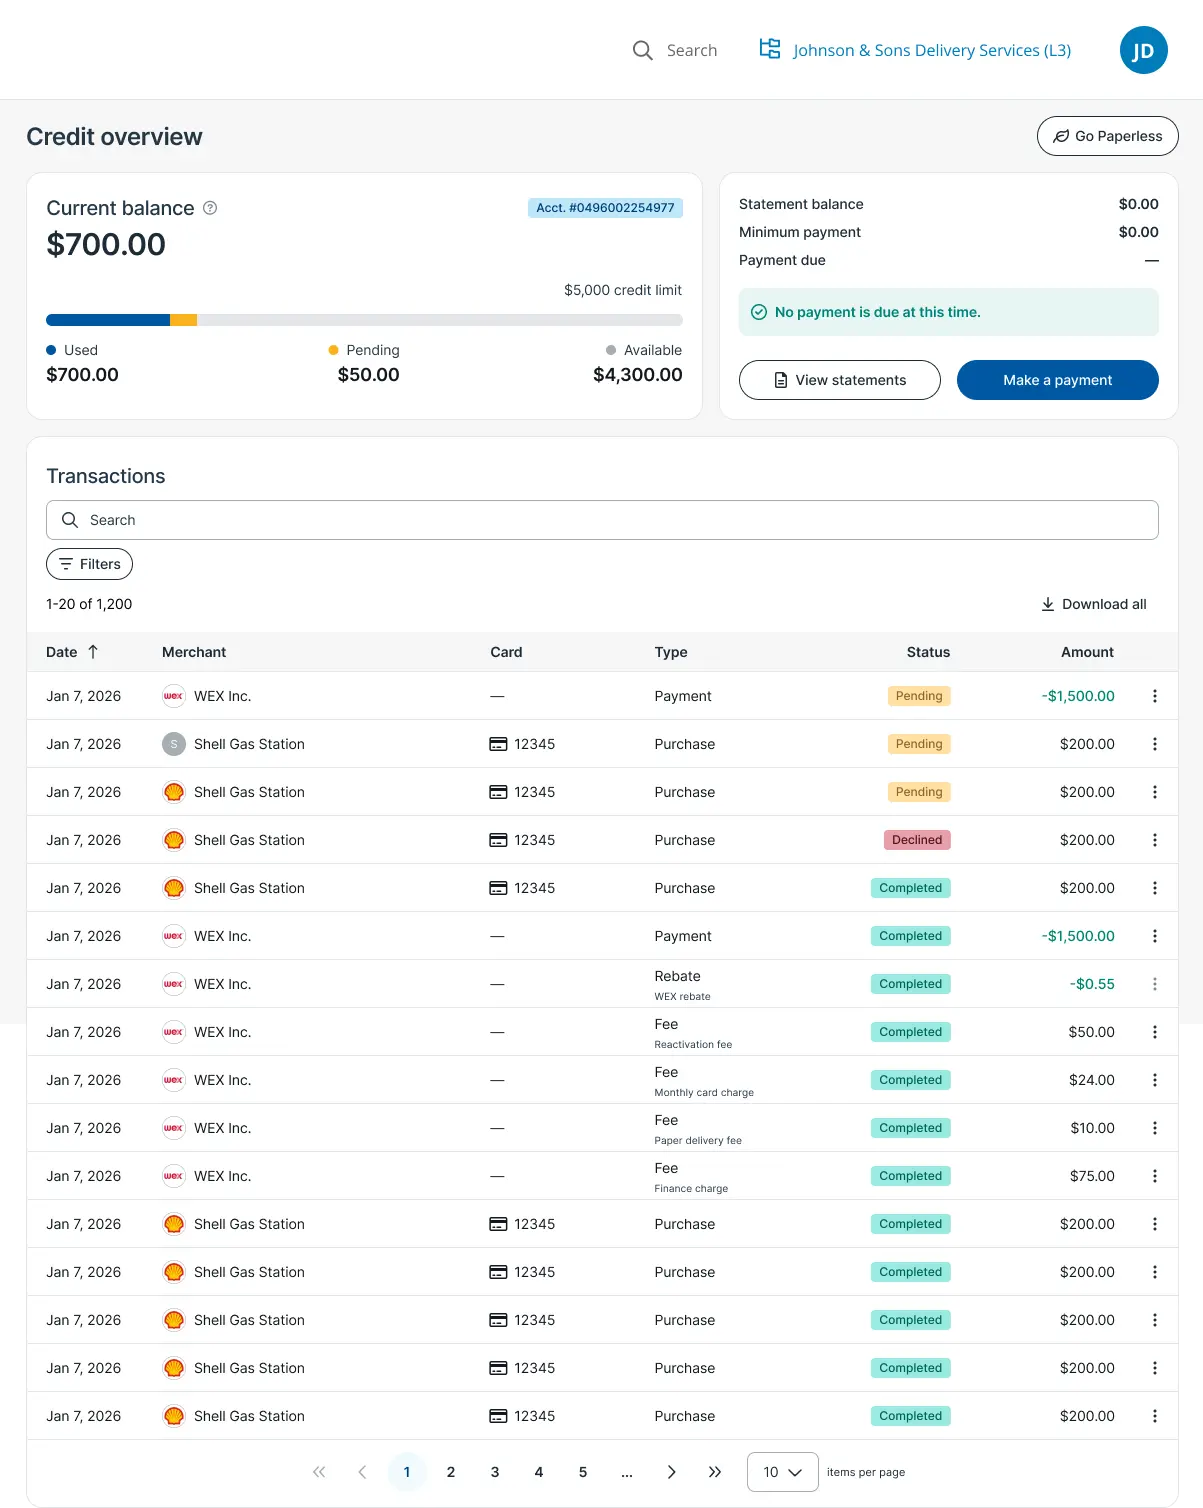 Search
Johnson & Sons Delivery Services (L3)
JD
Credit overview
Go Paperless
Current balance
Acct. #0496002254977
$700.00
$5,000 credit limit
Used Pending Available
$700.00 $50.00 $4,300.00
Statement balance $0.00
Minimum payment $0.00
Payment due —
No payment is due at this time.
View statements
Make a payment
Transactions
Search
Filters
1-20 of 1,200
Download all
Date Merchant Card Type Status Amount
Jan 7, 2026 wex WEX Inc. — Payment Pending -$1,500.00
Jan 7, 2026 S Shell Gas Station 12345 Purchase Pending $200.00
Jan 7, 2026 Shell Gas Station 12345 Purchase Pending $200.00
Jan 7, 2026 Shell Gas Station 12345 Purchase Declined $200.00
Jan 7, 2026 Shell Gas Station 12345 Purchase Completed $200.00
Jan 7, 2026 wex WEX Inc. — Payment Completed -$1,500.00
Jan 7, 2026 wex WEX Inc. — Rebate Completed -$0.55
WEX rebate
Jan 7, 2026 wex WEX Inc. — Fee Completed $50.00
Reactivation fee
Jan 7, 2026 wex WEX Inc. — Fee Completed $24.00
Monthly card charge
Jan 7, 2026 wex WEX Inc. — Fee Completed $10.00
Paper delivery fee
Jan 7, 2026 wex WEX Inc. — Fee Completed $75.00
Finance charge
Jan 7, 2026 Shell Gas Station 12345 Purchase Completed $200.00
Jan 7, 2026 Shell Gas Station 12345 Purchase Completed $200.00
Jan 7, 2026 Shell Gas Station 12345 Purchase Completed $200.00
Jan 7, 2026 Shell Gas Station 12345 Purchase Completed $200.00
Jan 7, 2026 Shell Gas Station 12345 Purchase Completed $200.00
1 2 3 4 5 ... 10 items per page